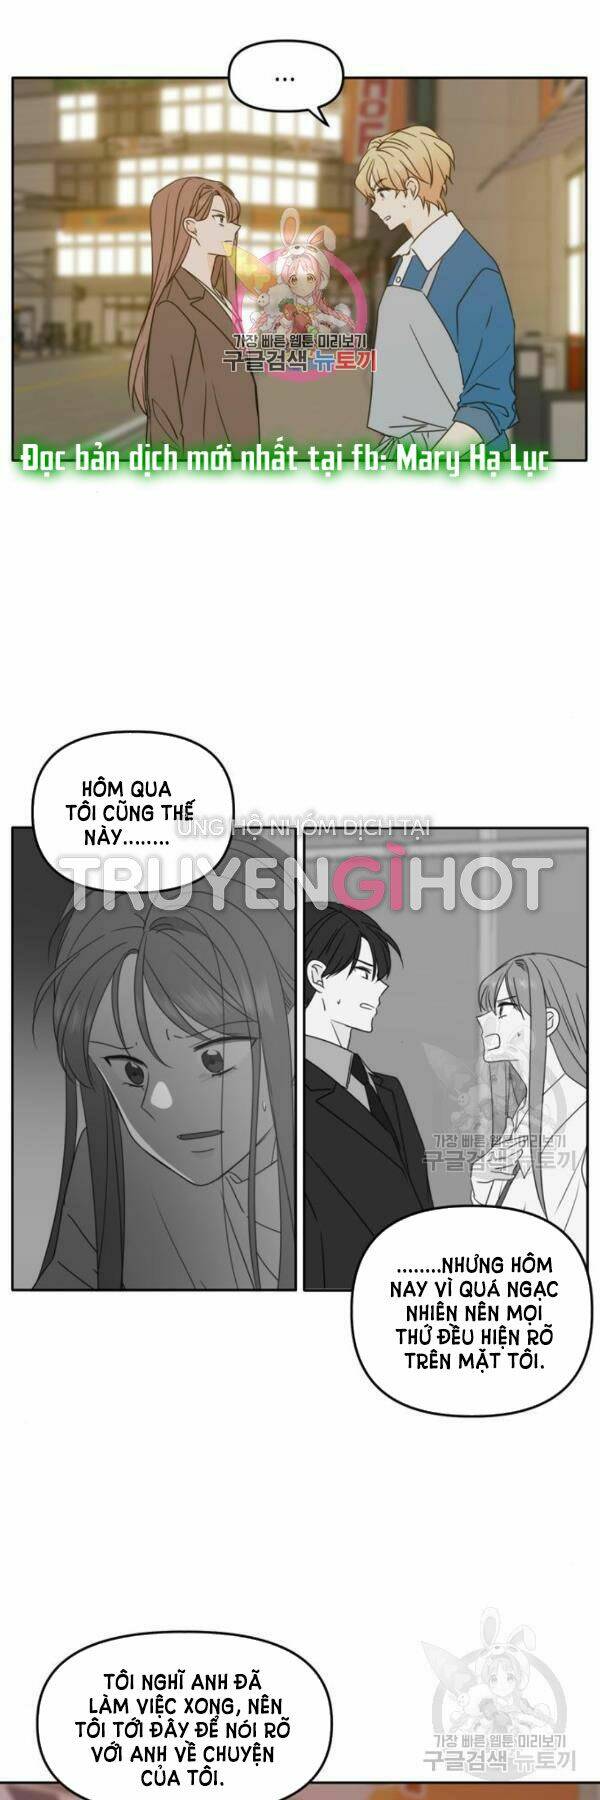 ...
가장 빠른 웹툰 미리보기
구글검색 뉴토끼
Đọc bản dịch mới nhất tại fb: Mary Hạ Lục
HÔM QUA
TÔI CŨNG THẾ
NÀY........
ỦNG HỘ NHÓM DỊCH TẠI
TRUYENGIHOT
가장 빠른 웹툰 미리보기
구글검색 뉴토끼
........NHƯNG HÔM
NAY VÌ QUÁ NGẠC
NHIÊN NÊN MỌI
THỨ ĐỀU HIỆN RÕ
TRÊN MẶT TÔI.
TÔI NGHĨ ANH ĐÃ
LÀM VIỆC XONG, NÊN
TÔI TỚI ĐÂY ĐỂ NÓI RÕ
VỚI ANH VỀ CHUYỆN
CỦA TÔI.
가장 빠른 웹툰 미리보기
구글검색 뉴토끼